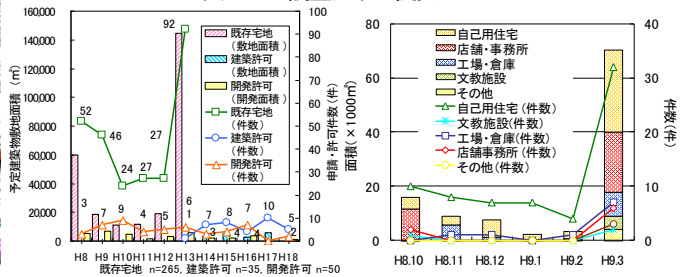 160000
140000
120000
100000
80000
60000
40000
20000
0
予定建築物敷地面積 (㎡)
100
90
80
70
60
50
40
30
20
10
0
申請・許可件数(件)
52
46
24
27
27
92
3
7
9
4
5
6
1
7
8
7
10
5
3
2
既存宅地
(敷地面積)
建築許可
(敷地面積)
開発許可
(開発面積)
既存宅地
(件数)
建築許可
(件数)
開発許可
(件数)
H8 H9 H10 H11 H12 H13 H14 H15 H16 H17 H18
既存宅地 n=265, 建築許可 n=35, 開発許可 n=50
80
60
40
20
0
面積(×1000㎡)
40
30
20
10
0
件数(件)
自己用住宅
店舗・事務所
工場・倉庫
文教施設
その他
自己用住宅(件数)
文教施設(件数)
工場・倉庫(件数)
店舗事務所(件数)
その他(件数)
H8.10 H8.11 H8.12 H9.1 H9.2 H9.3